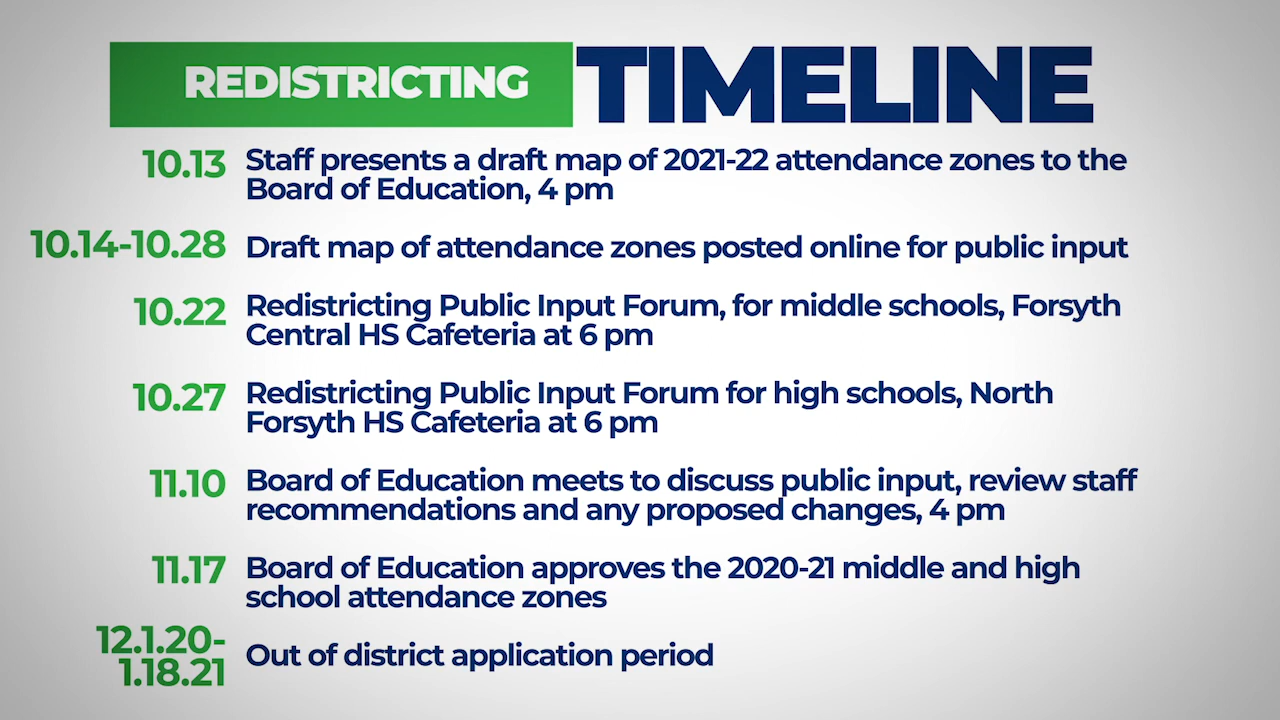 REDISTRICTING TIMELINE
10.13 Staff presents a draft map of 2021-22 attendance zones to the
Board of Education, 4 pm
10.14-10.28 Draft map of attendance zones posted online for public input
10.22 Redistricting Public Input Forum, for middle schools, Forsyth
Central HS Cafeteria at 6 pm
10.27 Redistricting Public Input Forum for high schools, North
Forsyth HS Cafeteria at 6 pm
11.10 Board of Education meets to discuss public input, review staff
recommendations and any proposed changes, 4 pm
11.17 Board of Education approves the 2020-21 middle and high
school attendance zones
12.1.20-
1.18.21
Out of district application period